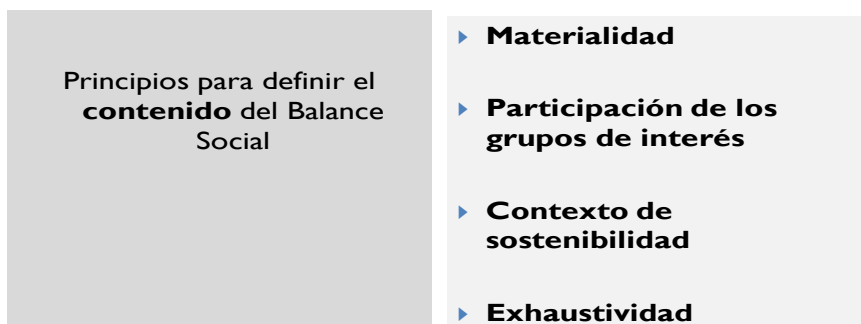 Principios para definir el
contenido del Balance
Social
Materialidad
Participación de los
grupos de interés
Contexto de
sostenibilidad
Exhaustividad